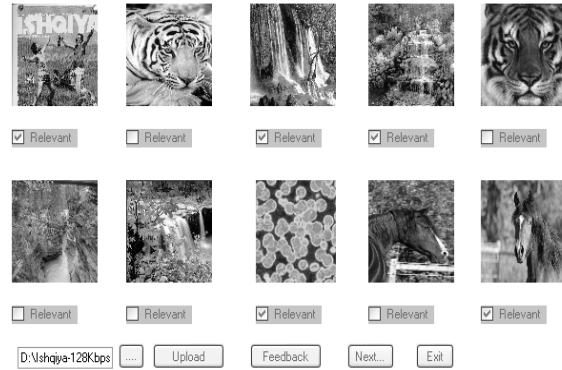 ISHQIYA
Relevant Relevant Relevant Relevant Relevant
Relevant Relevant Relevant Relevant Relevant
D:\Ishqiya-128Kbps .... Upload Feedback Next... Exit